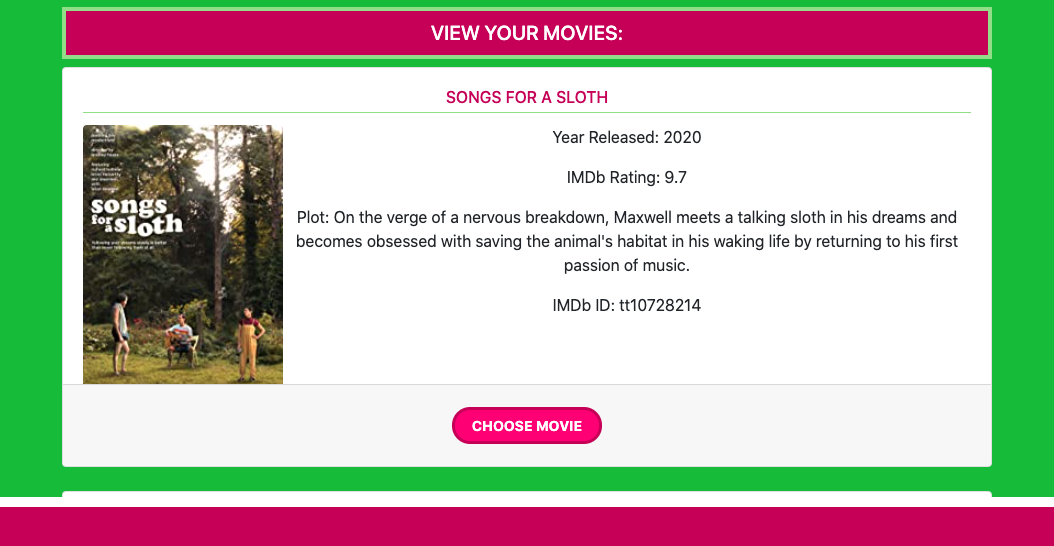 VIEW YOUR MOVIES:
SONGS FOR A SLOTH
songs
for a sloth
Year Released: 2020
IMDb Rating: 9.7
Plot: On the verge of a nervous breakdown, Maxwell meets a talking sloth in his dreams and
becomes obsessed with saving the animal's habitat in his waking life by returning to his first
passion of music.
IMDb ID: tt10728214
CHOOSE MOVIE